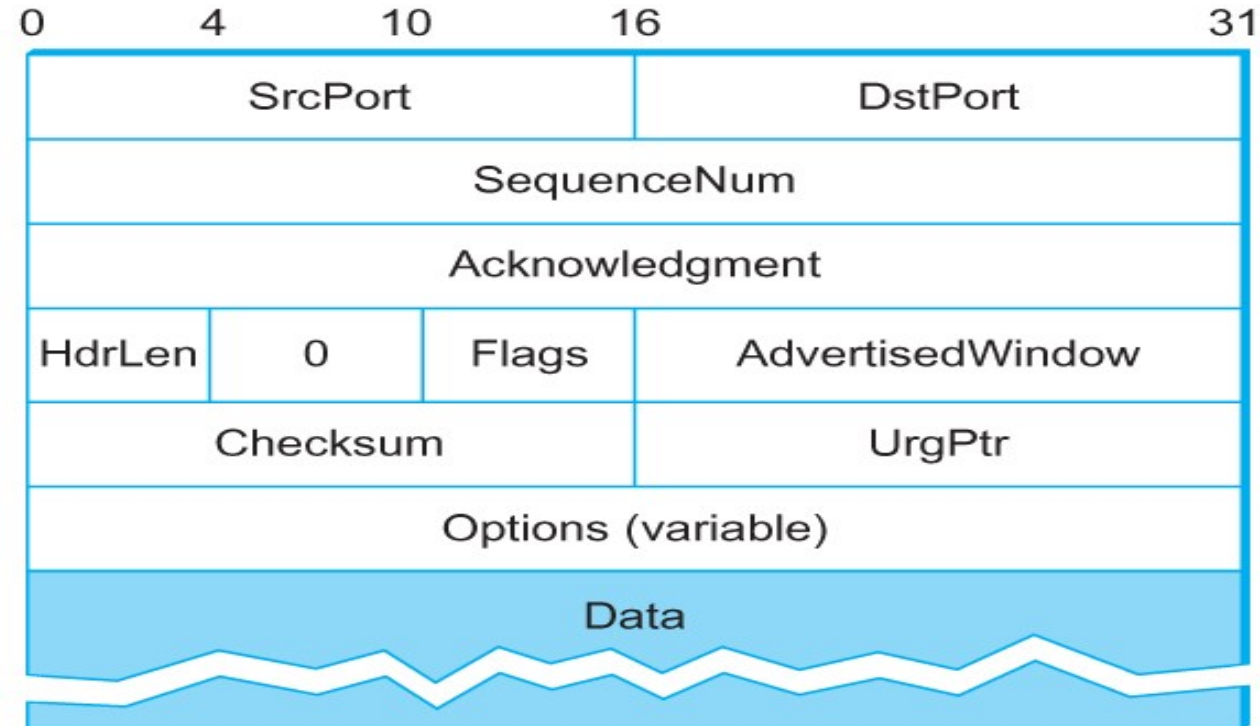 0 4 10 16 31
SrcPort DstPort
SequenceNum
Acknowledgment
HdrLen 0 Flags AdvertisedWindow
Checksum UrgPtr
Options (variable)
Data